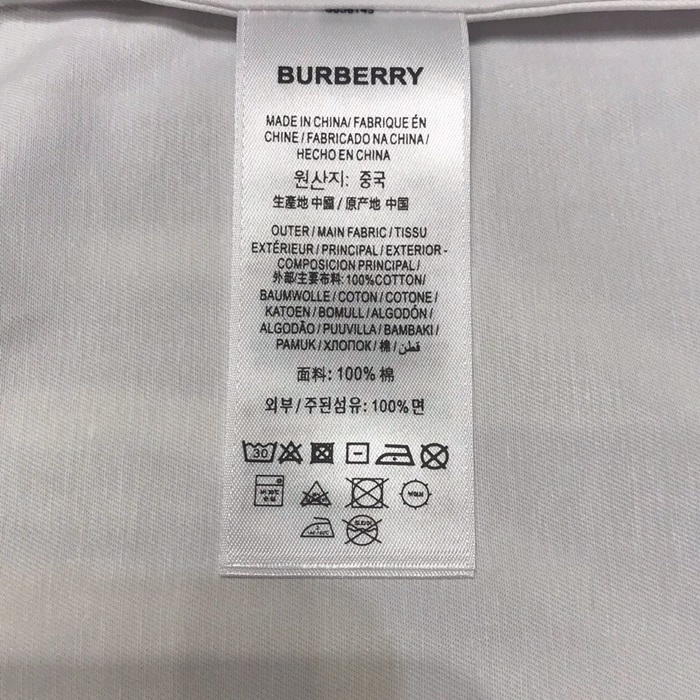 BURBERRY
MADE IN CHINA/ FABRIQUE ÉN
CHINE / FABRICADO NA CHINA /
HECHO EN CHINA
원산지: 중국
生產地 中國 / 原产地 中国
OUTER / MAIN FABRIC / TISSU
EXTÉRIEUR / PRINCIPAL / EXTERIOR-
COMPOSICION PRINCIPAL /
外部/主要布料: 100%COTTON/
BAUMWOLLE / COTON / COTONE /
KATOEN / BOMULL / ALGODÓN /
ALGODÃO / PUUVILLA / BAMBAKI /
PAMUK / ХЛОПОК / 棉 / قطن
面料: 100% 棉
외부 / 주된섬유: 100% 면
30